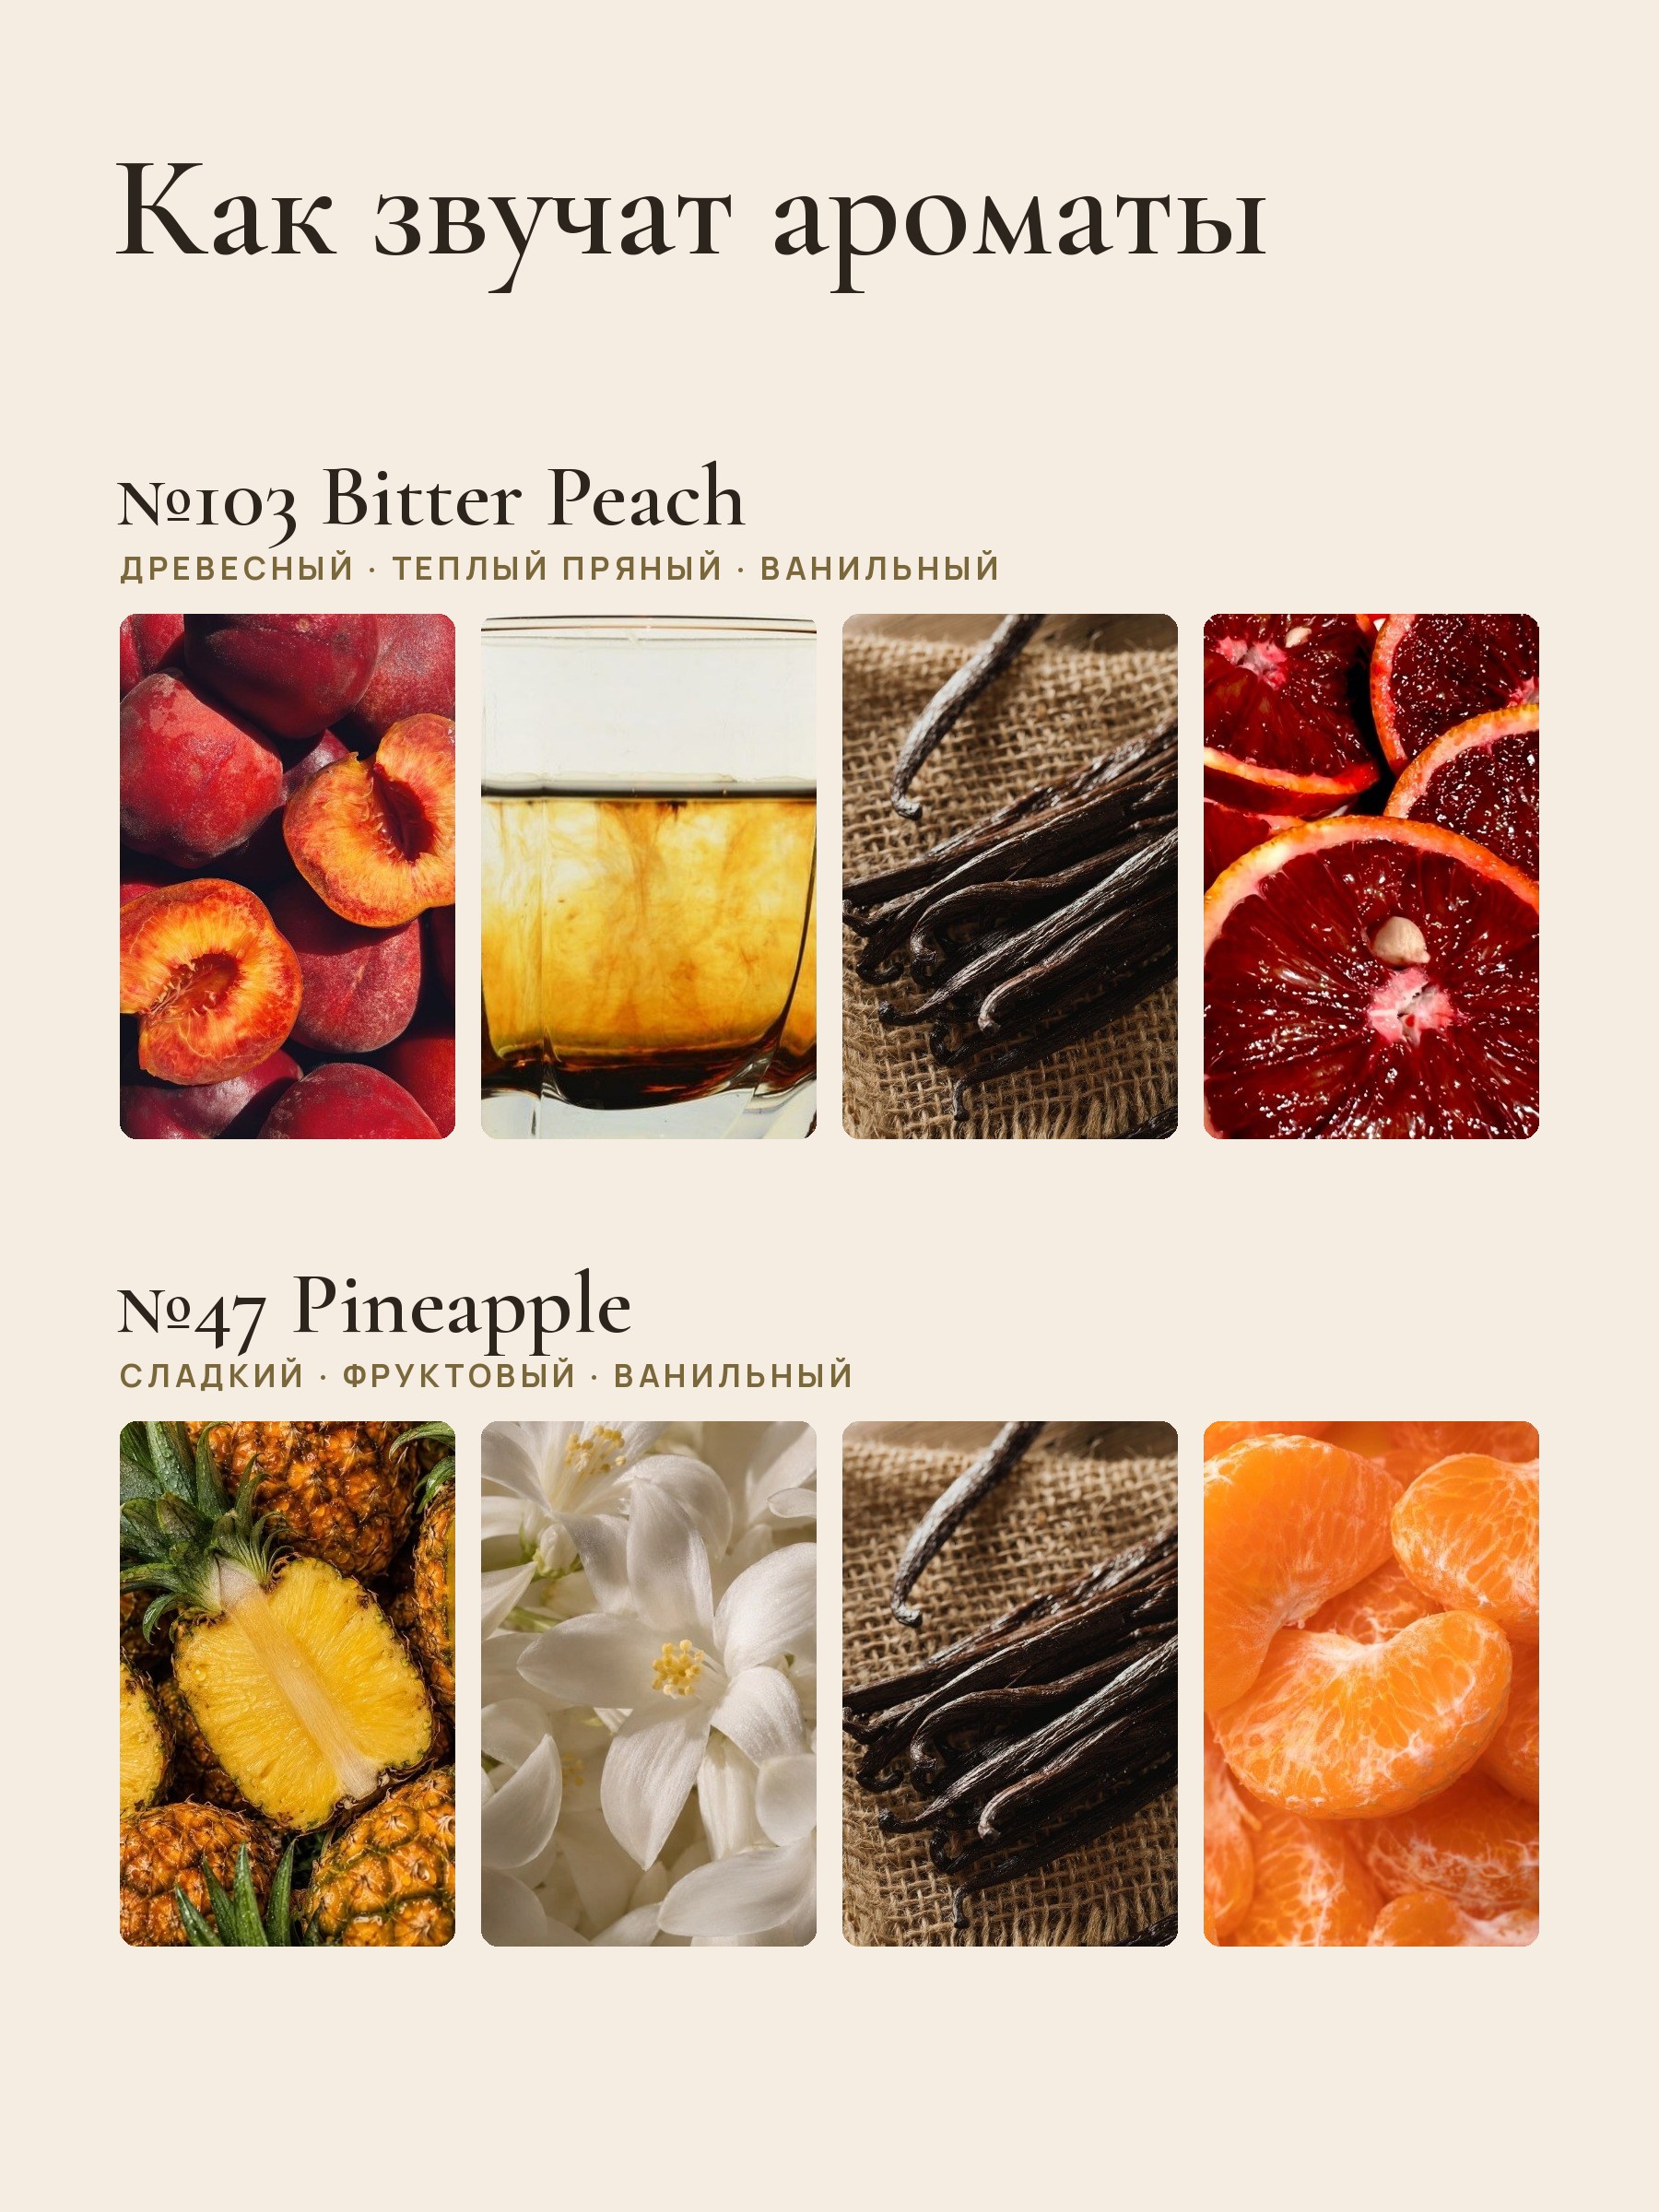 Как звучат ароматы
№103 Bitter Peach
ДРЕВЕСНЫЙ · ТЕПЛЫЙ ПРЯНЫЙ · ВАНИЛЬНЫЙ
№47 Pineapple
СЛАДКИЙ · ФРУКТОВЫЙ · ВАНИЛЬНЫЙ